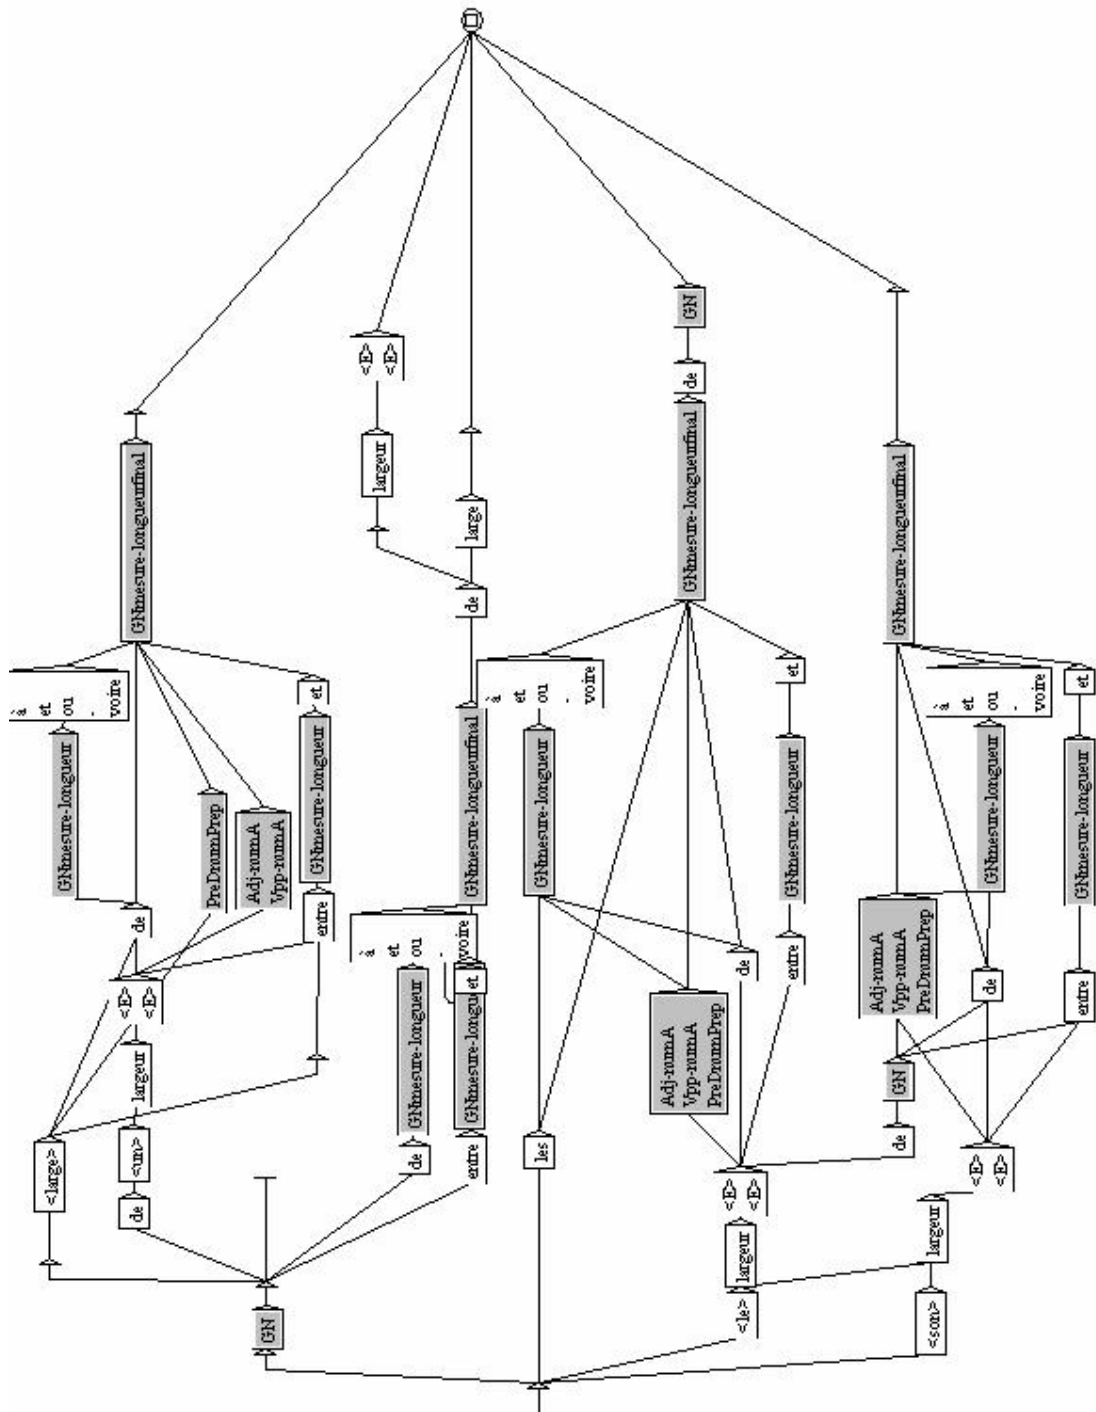 GN
<large>
de
<un>
largeur
<E>
<E>
de
GNmesure-longueur
à
et
ou
-
voire
PreDnumPrep
Adj-numA
Vpp-numA
entre
GNmesure-longueur
et
GNmesure-longueurfinal
de
GNmesure-longueur
à
et
ou
-
voire
entre
GNmesure-longue
et
GNmesure-longueurfinal
de
largeur
<E>
<E>
large
les
GNmesure-longueur
à
et
ou
-
voire
<le>
largeur
<E>
<E>
Adj-numA
Vpp-numA
PreDnumPrep
de
entre
GNmesure-longueur
et
GNmesure-longueurfinal
de
GN
<son>
largeur
<E>
<E>
de
GN
Adj-numA
Vpp-numA
PreDnumPrep
de
GNmesure-longueur
à
et
ou
-
voire
entre
GNmesure-longueur
et
GNmesure-longueurfinal